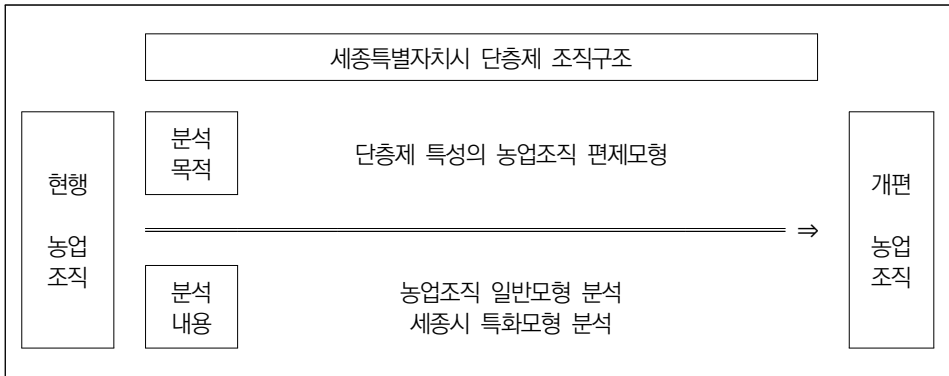 세종특별자치시 단층제 조직구조
현행
농업
조직
분석
목적
단층제 특성의 농업조직 편제모형
⇒
분석
내용
농업조직 일반모형 분석
세종시 특화모형 분석
개편
농업
조직